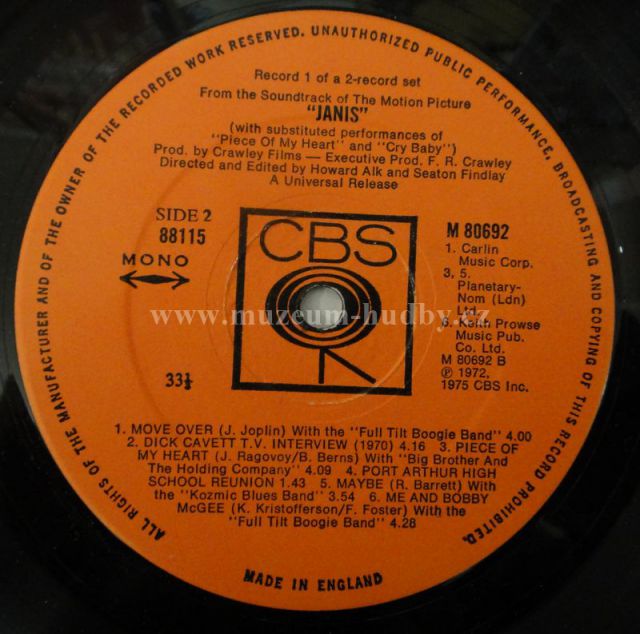 ALL RIGHTS OF THE MANUFACTURER AND OF THE OWNER OF THE RECORDED WORK RESERVED. UNAUTHORIZED PUBLIC PERFORMANCE, BROADCASTING AND COPYING OF THIS RECORD PROHIBITED.
Record 1 of a 2-record set
From the Soundtrack of The Motion Picture
"JANIS"
(with substituted performances of
"Piece Of My Heart" and "Cry Baby")
Prod. by Crawley Films — Executive Prod. F. R. Crawley
Directed and Edited by Howard Alk and Seaton Findlay
A Universal Release
SIDE 2
88115
MONO
33⅓
CBS
M 80692
1. Carlin
Music Corp.
3, 5.
Planetary-
Nom (Ldn)
Ltd
6. Keith Prowse
Music Pub.
Co. Ltd.
M 80692 B
℗ 1972,
1975 CBS Inc.
www.muzeum-hudby.cz
1. MOVE OVER (J. Joplin) With the "Full Tilt Boogie Band" 4.00
2. DICK CAVETT T.V. INTERVIEW (1970) 4.16 3. PIECE OF
MY HEART (J. Ragovoy/B. Berns) With "Big Brother And
The Holding Company" 4.09 4. PORT ARTHUR HIGH
SCHOOL REUNION 1.43 5. MAYBE (R. Barrett) With
the "Kozmic Blues Band" 3.54 6. ME AND BOBBY
McGEE (K. Kristofferson/F. Foster) With the
"Full Tilt Boogie Band" 4.28
MADE IN ENGLAND